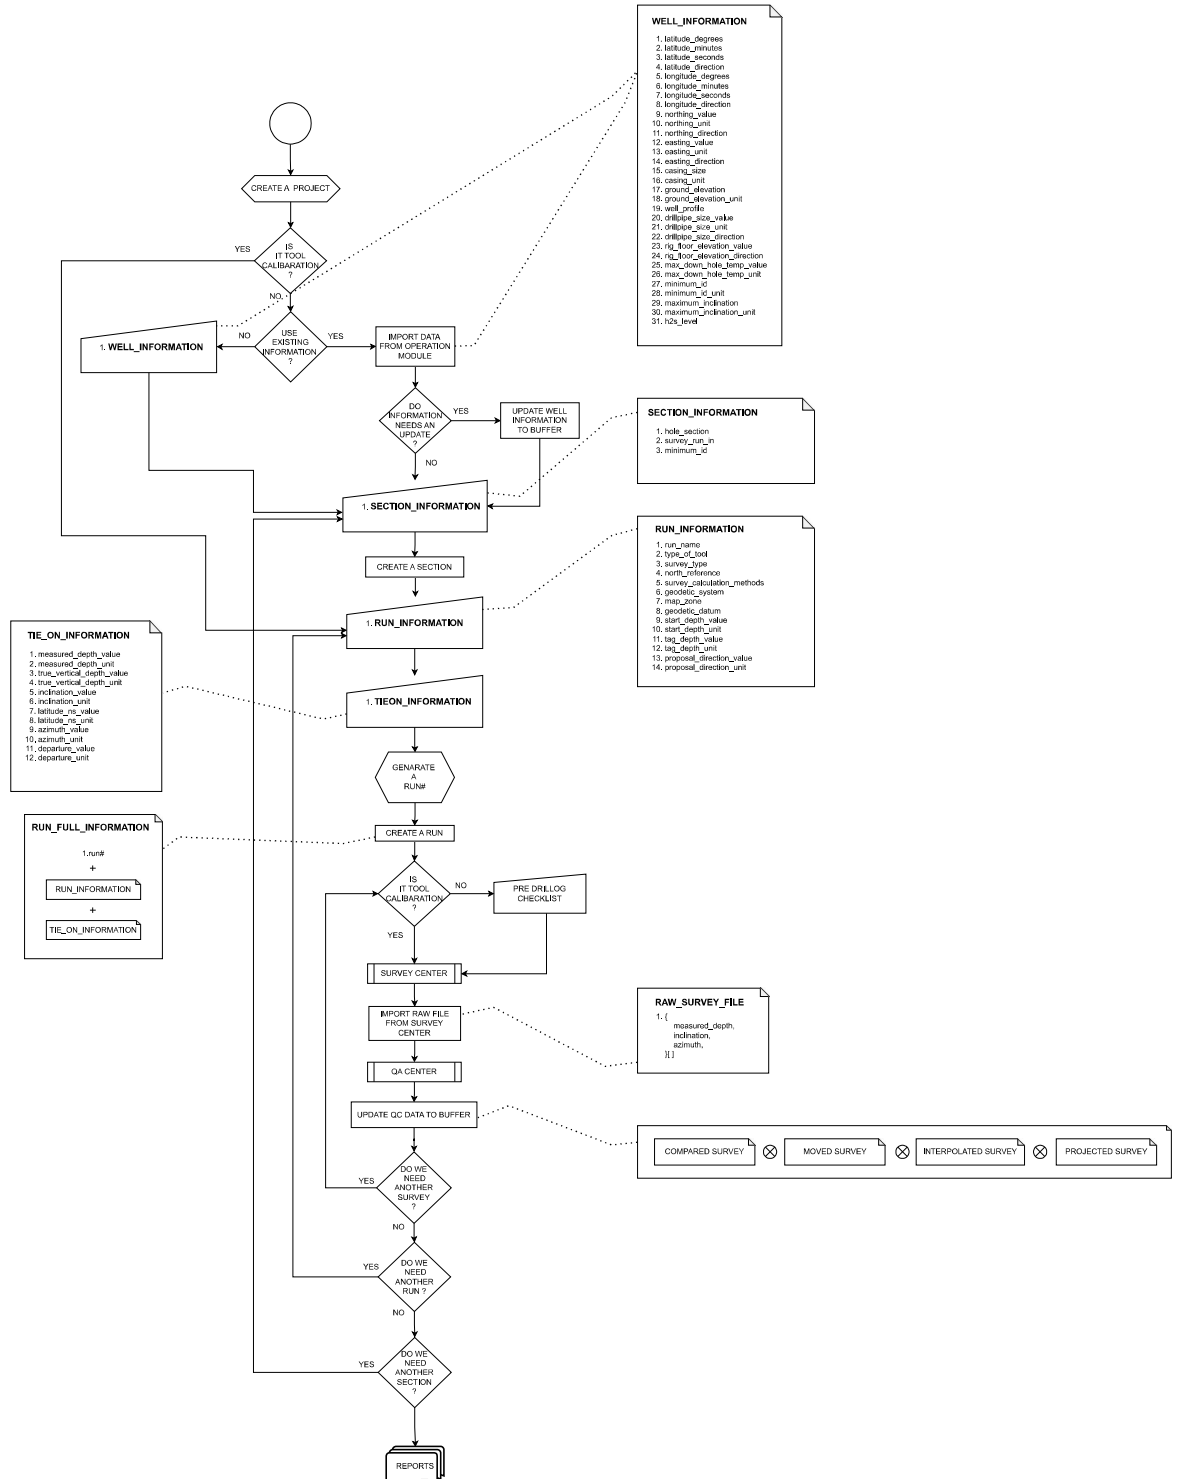 WELL_INFORMATION
1. latitude_degrees
2. latitude_minutes
3. latitude_seconds
4. latitude_direction
5. longitude_degrees
6. longitude_minutes
7. longitude_seconds
8. longitude_direction
9. northing_value
10. northing_unit
11. northing_direction
12. easting_value
13. easting_unit
14. easting_direction
15. casing_size
16. casing_unit
17. ground_elevation
18. ground_elevation_unit
19. well_profile
20. drillpipe_size_value
21. drillpipe_size_unit
22. drillpipe_size_direction
23. rig_floor_elevation_value
24. rig_floor_elevation_direction
25. max_down_hole_temp_value
26. max_down_hole_temp_unit
27. minimum_id
28. minimum_id_unit
29. maximum_inclination
30. maximum_inclination_unit
31. h2s_level
CREATE A PROJECT
YES
IS
IT TOOL
CALIBARATION
?
NO
1. WELL_INFORMATION
NO
USE
EXISTING
INFORMATION
?
YES
IMPORT DATA
FROM OPERATION
MODULE
DO
INFORMATION
NEEDS AN
UPDATE
?
YES
UPDATE WELL
INFORMATION
TO BUFFER
NO
SECTION_INFORMATION
1. hole_section
2. survey_run_in
3. minimum_id
1. SECTION_INFORMATION
CREATE A SECTION
RUN_INFORMATION
1. run_name
2. type_of_tool
3. survey_type
4. north_reference
5. survey_calculation_methods
6. geodetic_system
7. map_zone
8. geodetic_datum
9. start_depth_value
10. start_depth_unit
11. tag_depth_value
12. tag_depth_unit
13. proposal_direction_value
14. proposal_direction_unit
1. RUN_INFORMATION
TIE_ON_INFORMATION
1. measured_depth_value
2. measured_depth_unit
3. true_vertical_depth_value
4. true_vertical_depth_unit
5. inclination_value
6. inclination_unit
7. latitude_ns_value
8. latitude_ns_unit
9. azimuth_value
10. azimuth_unit
11. departure_value
12. departure_unit
1. TIEON_INFORMATION
GENARATE
A
RUN#
CREATE A RUN
RUN_FULL_INFORMATION
1.run#
+
RUN_INFORMATION
+
TIE_ON_INFORMATION
IS
IT TOOL
CALIBARATION
?
NO
PRE DRILLOG
CHECKLIST
YES
SURVEY CENTER
IMPORT RAW FILE
FROM SURVEY
CENTER
RAW_SURVEY_FILE
1. {
measured_depth,
inclination,
azimuth,
}[ ]
QA CENTER
UPDATE QC DATA TO BUFFER
COMPARED SURVEY
MOVED SURVEY
INTERPOLATED SURVEY
PROJECTED SURVEY
DO WE
NEED
ANOTHER
SURVEY
?
YES
NO
DO WE
NEED
ANOTHER
RUN ?
YES
NO
DO WE
NEED
ANOTHER
SECTION
?
YES
REPORTS